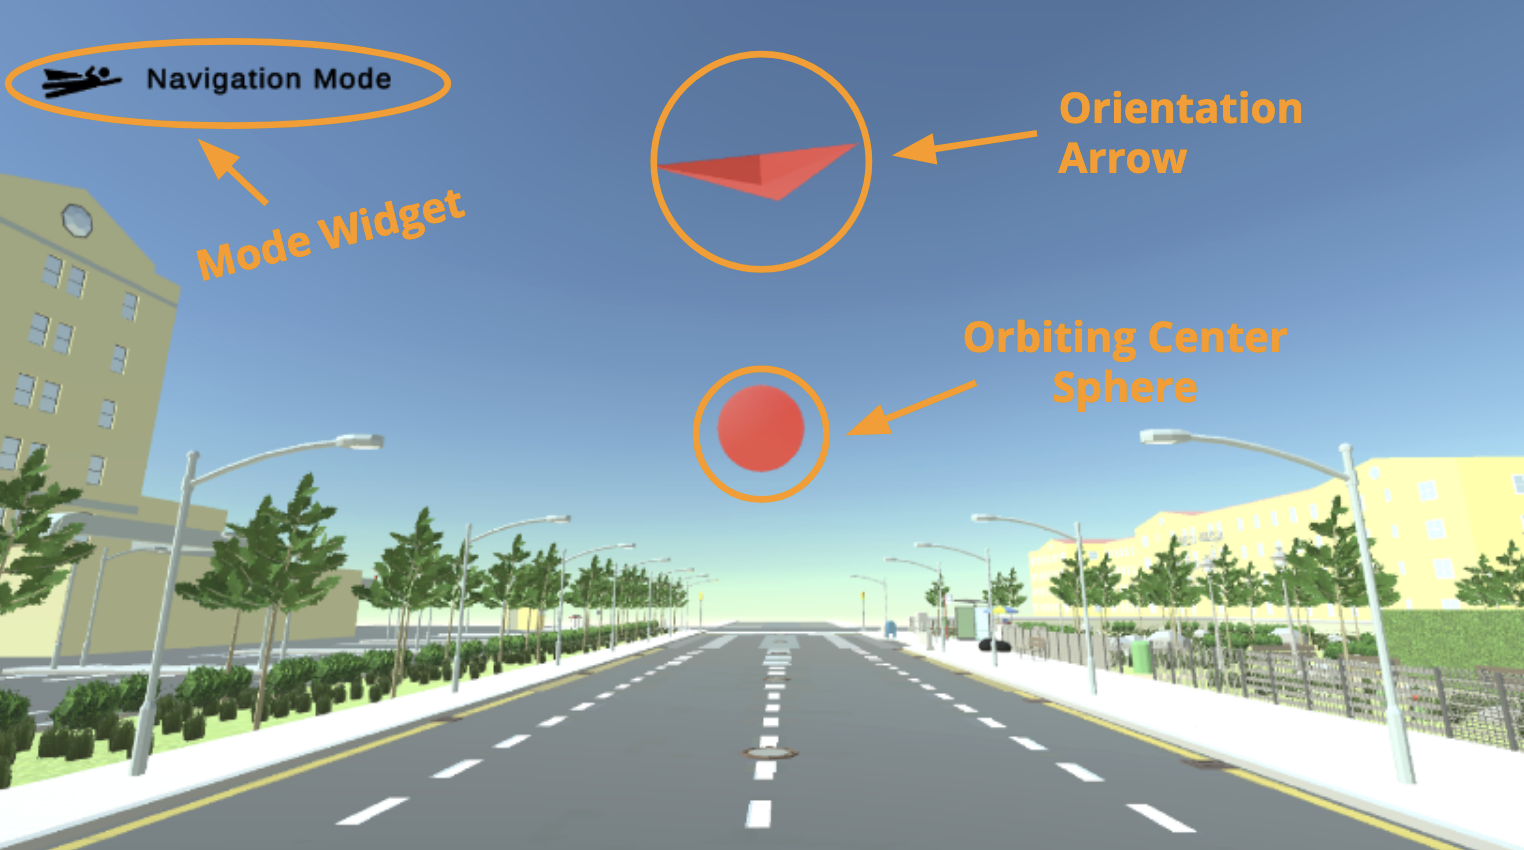 Navigation Mode
Mode Widget
Orientation
Arrow
Orbiting Center
Sphere